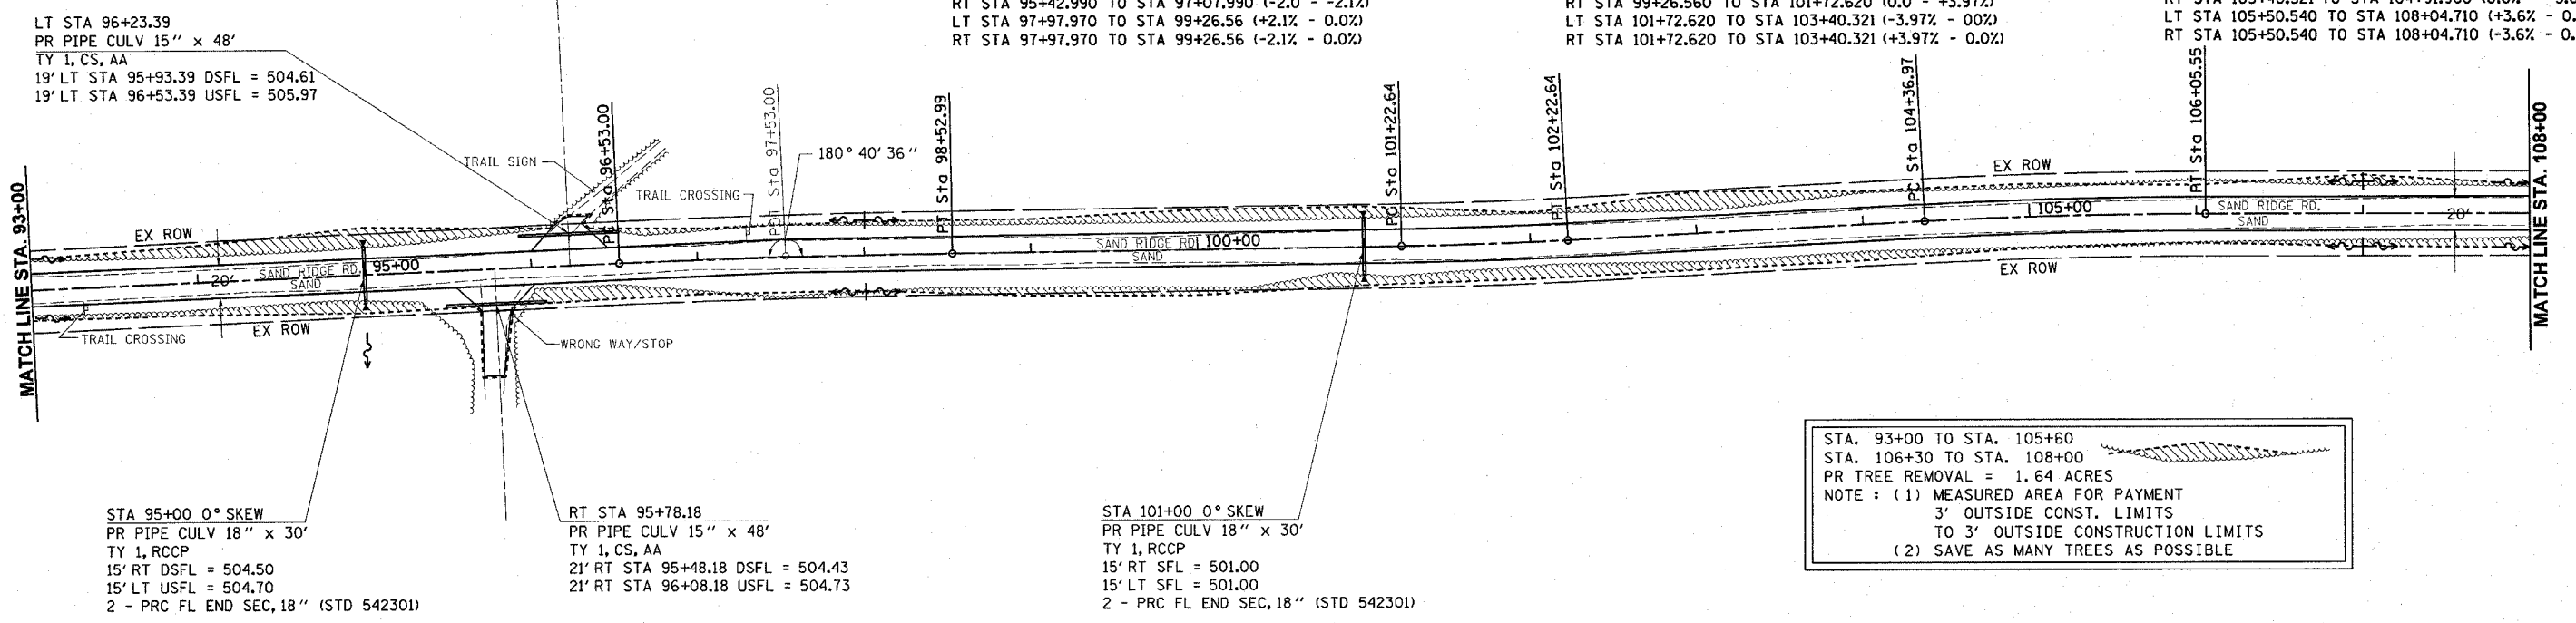 LT STA 96+23.39
PR PIPE CULV 15" x 48'
TY 1, CS, AA
19' LT STA 95+93.39 DSFL = 504.61
19' LT STA 96+53.39 USFL = 505.97
RT STA 95+42.990 TO STA 97+07.990 (-2.0 - -2.1%)
LT STA 97+97.970 TO STA 99+26.56 (+2.1% - 0.0%)
RT STA 97+97.970 TO STA 99+26.56 (-2.1% - 0.0%)
RT STA 99+26.560 TO STA 101+72.620 (0.0 - +3.97%)
LT STA 101+72.620 TO STA 103+40.321 (-3.97% - 00%)
RT STA 101+72.620 TO STA 103+40.321 (+3.97% - 0.0%)
LT STA 105+50.540 TO STA 108+04.710 (+3.6% - 0.
RT STA 105+50.540 TO STA 108+04.710 (-3.6% - 0.
MATCH LINE STA. 93+00
EX ROW
20'
SAND RIDGE RD.
95+00
SAND
TRAIL CROSSING
EX ROW
TRAIL SIGN
Sta 96+53.00
TRAIL CROSSING
Sta 97+53.00
180° 40' 36"
WRONG WAY/STOP
PT Sta 98+52.99
SAND RIDGE RD
100+00
SAND
PC Sta 101+22.64
PT Sta 102+22.64
PC Sta 104+36.97
EX ROW
105+00
EX ROW
Sta 106+05.55
SAND RIDGE RD.
SAND
20'
MATCH LINE STA. 108+00
STA 95+00 0° SKEW
PR PIPE CULV 18" x 30'
TY 1, RCCP
15' RT DSFL = 504.50
15' LT USFL = 504.70
2 - PRC FL END SEC, 18" (STD 542301)
RT STA 95+78.18
PR PIPE CULV 15" x 48'
TY 1, CS, AA
21' RT STA 95+48.18 DSFL = 504.43
21' RT STA 96+08.18 USFL = 504.73
STA 101+00 0° SKEW
PR PIPE CULV 18" x 30'
TY 1, RCCP
15' RT SFL = 501.00
15' LT SFL = 501.00
2 - PRC FL END SEC, 18" (STD 542301)
STA. 93+00 TO STA. 105+60
STA. 106+30 TO STA. 108+00
PR TREE REMOVAL = 1.64 ACRES
NOTE : (1) MEASURED AREA FOR PAYMENT
3' OUTSIDE CONST. LIMITS
TO 3' OUTSIDE CONSTRUCTION LIMITS
(2) SAVE AS MANY TREES AS POSSIBLE